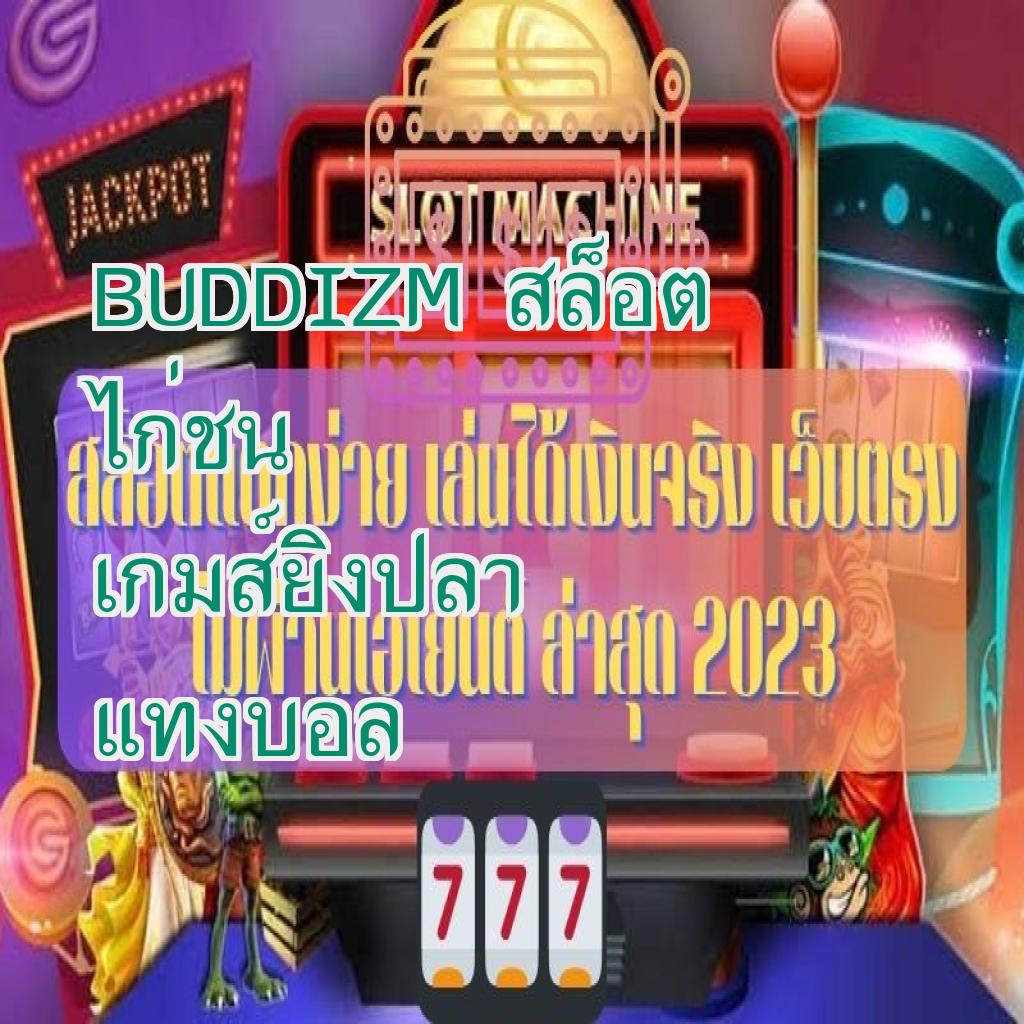 JACKPOT
SLOT MACHINE
BUDDIZM สล็อต
ไก่ชน
ง่าย เล่นได้เงินจริง เว็บตรง
เกมส์ยิงปลา
ล่าสุด 2023
แทงบอล
777